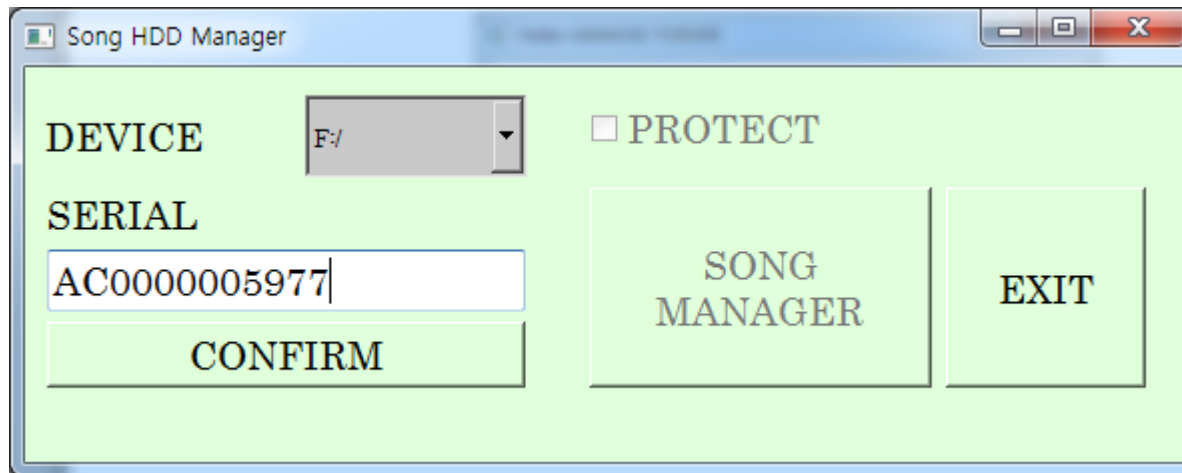 Song HDD Manager
DEVICE
F:/
PROTECT
SERIAL
AC0000005977
CONFIRM
SONG
MANAGER
EXIT